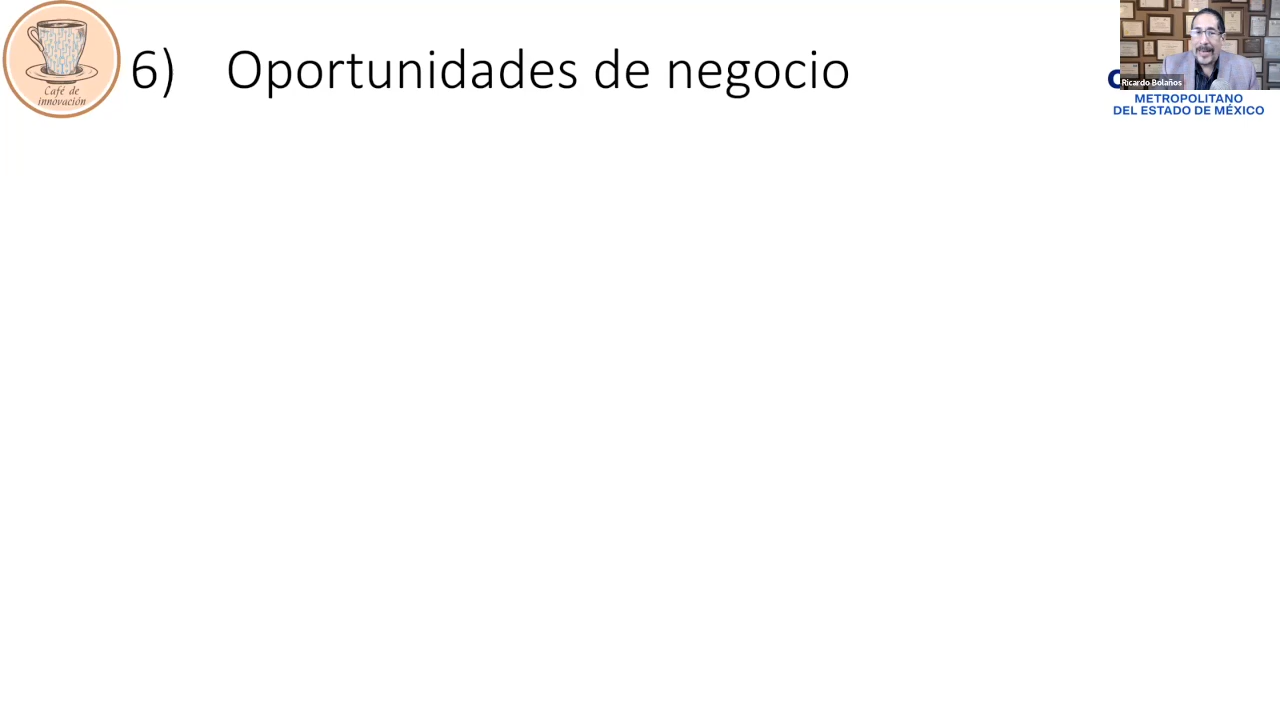 6) Oportunidades de negocio
Café de
innovación
Ricardo Bolaños
METROPOLITANO
DEL ESTADO DE MÉXICO